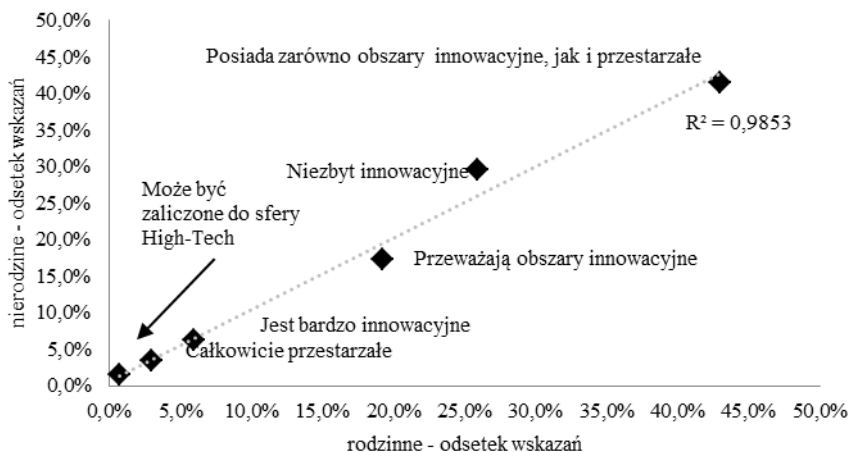 50,0%
45,0%
40,0%
35,0%
30,0%
25,0%
20,0%
15,0%
10,0%
5,0%
0,0%
nierodzine - odsetek wskazań
Posiada zarówno obszary innowacyjne, jak i przestarzałe
R² = 0,9853
Niezbyt innowacyjne
Może być
zaliczone do sfery
High-Tech
Przeważają obszary innowacyjne
Jest bardzo innowacyjne
Całkowicie przestarzałe
0,0% 5,0% 10,0% 15,0% 20,0% 25,0% 30,0% 35,0% 40,0% 45,0% 50,0%
rodzinne - odsetek wskazań